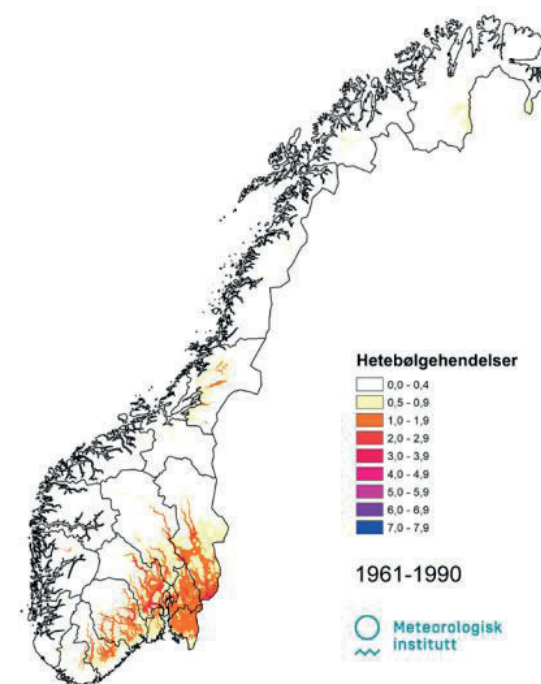 Hetebølgehendelser
0,0 - 0,4
0,5 - 0,9
1,0 - 1,9
2,0 - 2,9
3,0 - 3,9
4,0 - 4,9
5,0 - 5,9
6,0 - 6,9
7,0 - 7,9
1961-1990
Meteorologisk
institutt